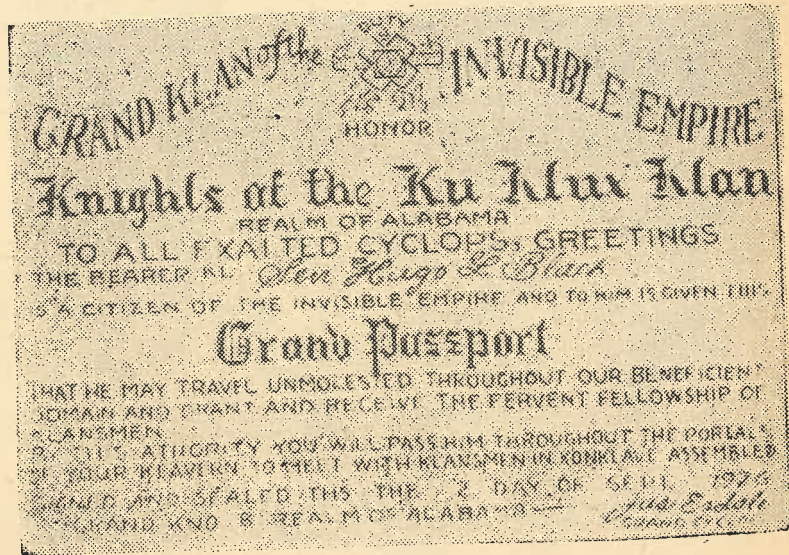 GRAND KLAN of the INVISIBLE EMPIRE
HONOR
Knights of the Ku Klux Klan
REALM OF ALABAMA
TO ALL EXALTED CYCLOPS, GREETINGS
THE BEARER KL. Sen Hugo L Black
IS A CITIZEN OF THE INVISIBLE EMPIRE AND TO HIM IS GIVEN THIS
Grand Passport
THAT HE MAY TRAVEL UNMOLESTED THROUGHOUT OUR BENEFICIENT
DOMAIN AND GRANT AND RECEIVE THE FERVENT FELLOWSHIP OF
KLANSMEN
BY THIS ATHORITY YOU WILL PASS HIM THROUGHOUT THE PORTALS
OF YOUR KLAVERN TO MEET WITH KLANSMEN IN KONKLAVE ASSEMBLED
SIGNED AND SEALED THIS THE 2 DAY OF SEPT
REALM OF ALABAMA
GRAND